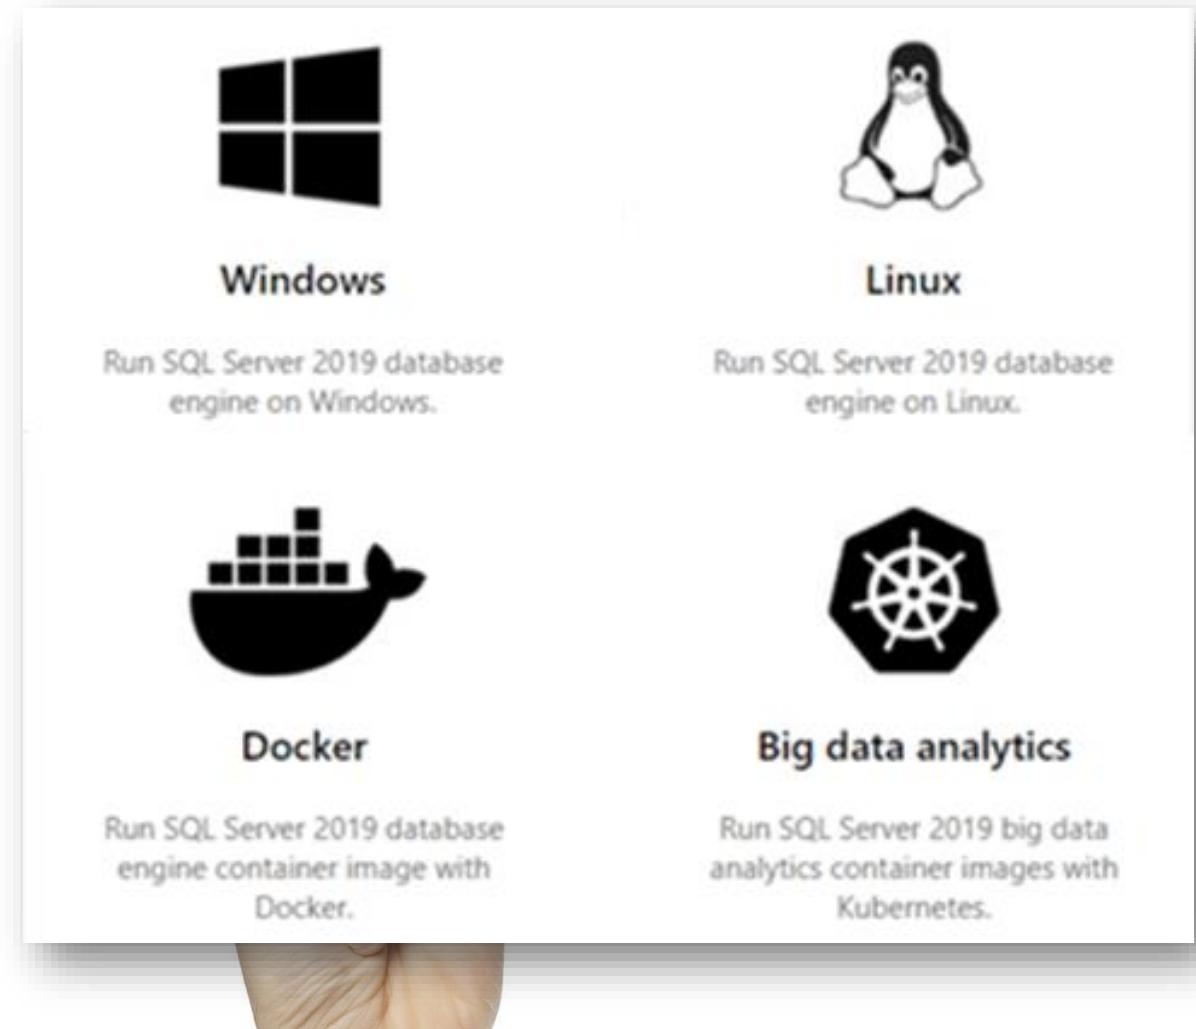 Windows
Run SQL Server 2019 database
engine on Windows.
Linux
Run SQL Server 2019 database
engine on Linux.
Docker
Run SQL Server 2019 database
engine container image with
Docker.
Big data analytics
Run SQL Server 2019 big data
analytics container images with
Kubernetes.